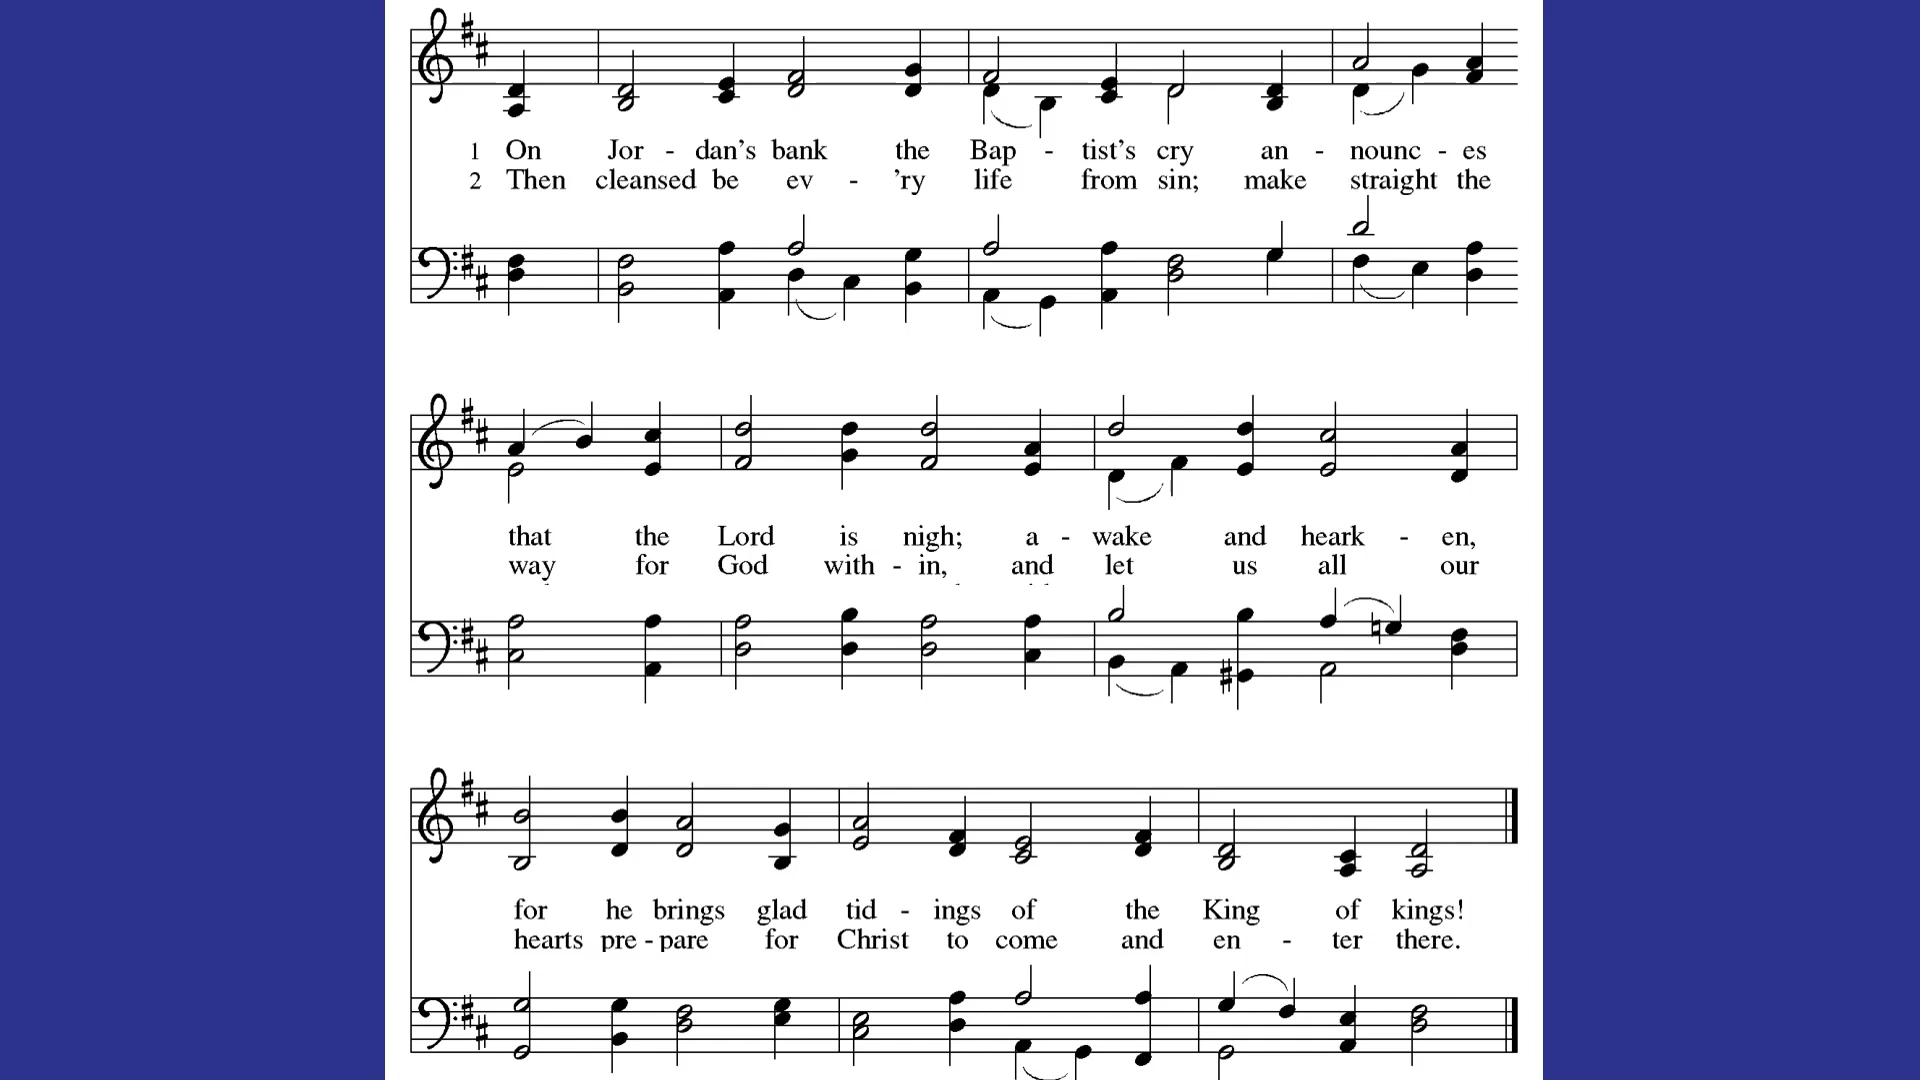 1 On Jor - dan's bank the Bap - tist's cry an - nounc - es
2 Then cleansed be ev - 'ry life from sin; make straight the
that the Lord is nigh; a - wake and heark - en,
way for God with - in, and let us all our
for he brings glad tid - ings of the King of kings!
hearts pre - pare for Christ to come and en - ter there.